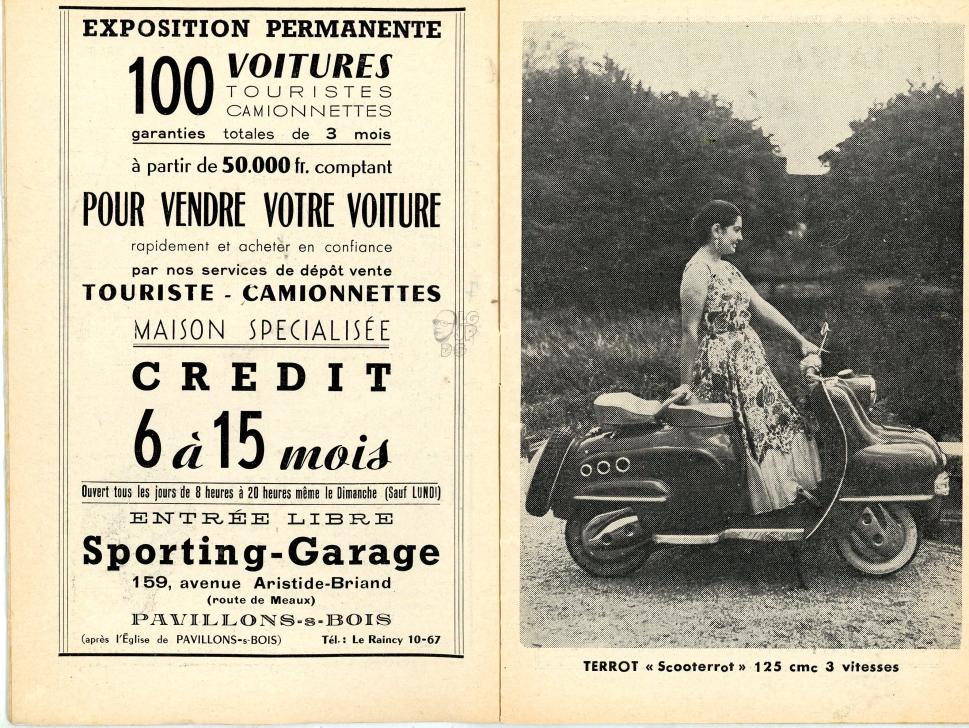 EXPOSITION PERMANENTE
100 VOITURES
TOURISTES
CAMIONNETTES
garanties totales de 3 mois
à partir de 50.000 fr. comptant
POUR VENDRE VOTRE VOITURE
rapidement et acheter en confiance
par nos services de dépôt vente
TOURISTE - CAMIONNETTES
MAISON SPECIALISÉE
CREDIT
6 à 15 mois
Ouvert tous les jours de 8 heures à 20 heures même le Dimanche (Sauf LUNDI)
ENTRÉE LIBRE
Sporting-Garage
159, avenue Aristide-Briand
(route de Meaux)
PAVILLONS-s-BOIS
(après l'Église de PAVILLONS-s-BOIS) Tél.: Le Raincy 10-67
TERROT « Scooterrot » 125 cmc 3 vitesses